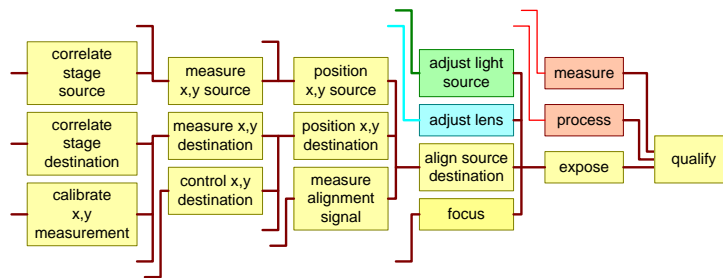 correlate
stage
source
correlate
stage
destination
calibrate
x,y
measurement
measure
x,y source
measure x,y
destination
control x,y
destination
position
x,y source
position x,y
destination
measure
alignment
signal
adjust light
source
adjust lens
align source
destination
focus
measure
process
expose
qualify